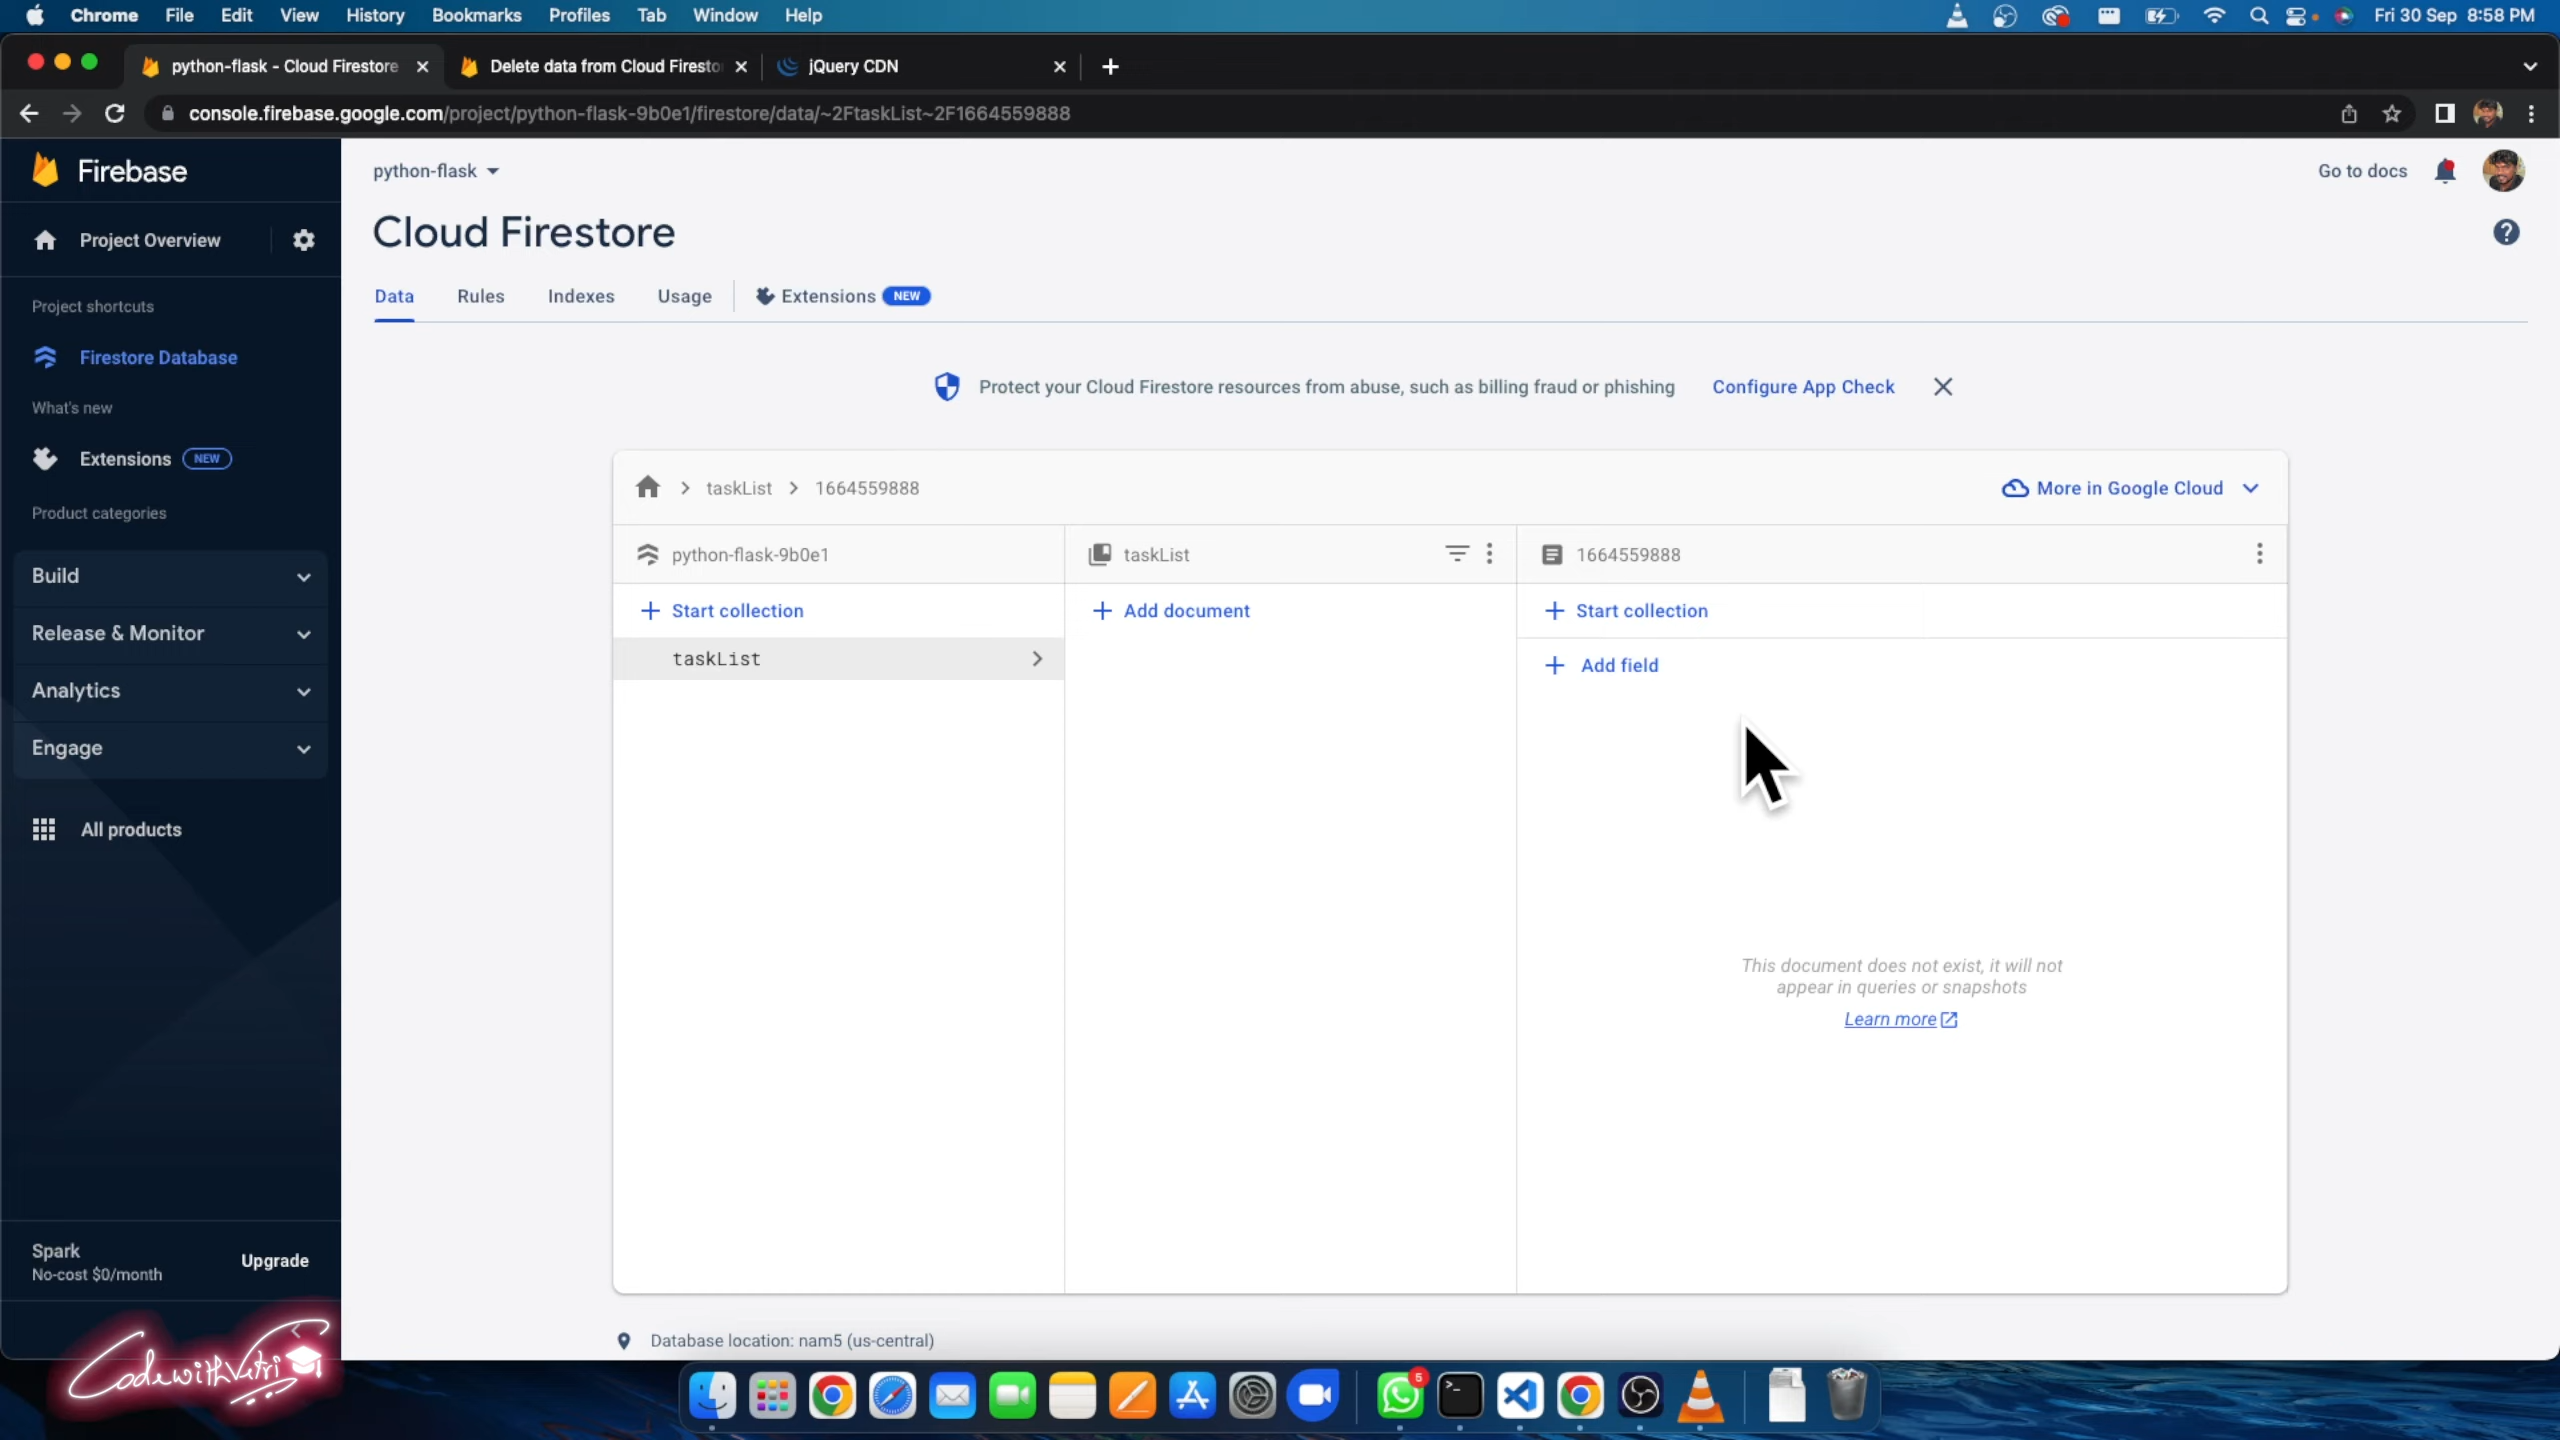 Chrome File Edit View History Bookmarks Profiles Tab Window Help Fri 30 Sep 8:58 PM
python-flask - Cloud Firestore Delete data from Cloud Firesto jQuery CDN
console.firebase.google.com/project/python-flask-9b0e1/firestore/data/~2FtaskList~2F1664559888
Firebase
Project Overview
Project shortcuts
Firestore Database
What's new
Extensions NEW
Product categories
Build
Release & Monitor
Analytics
Engage
All products
Spark
No-cost $0/month
Upgrade
python-flask
Go to docs
Cloud Firestore
Data Rules Indexes Usage Extensions NEW
Protect your Cloud Firestore resources from abuse, such as billing fraud or phishing Configure App Check
taskList 1664559888
More in Google Cloud
python-flask-9b0e1 taskList 1664559888
Start collection Add document Start collection
taskList
Add field
This document does not exist, it will not
appear in queries or snapshots
Learn more
Database location: nam5 (us-central)
CodewithVetri
5